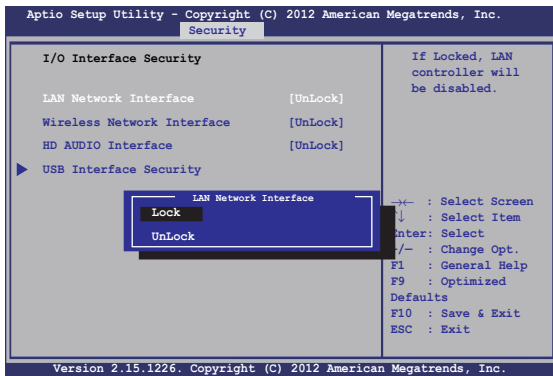 Aptio Setup Utility - Copyright (C) 2012 American Megatrends, Inc.
Security
I/O Interface Security
LAN Network Interface [UnLock]
Wireless Network Interface [UnLock]
HD AUDIO Interface [UnLock]
USB Interface Security
If Locked, LAN
controller will
be disabled.
LAN Network Interface
Lock
UnLock
→← : Select Screen
↑↓ : Select Item
Enter: Select
+/— : Change Opt.
F1 : General Help
F9 : Optimized
Defaults
F10 : Save & Exit
ESC : Exit
Version 2.15.1226. Copyright (C) 2012 American Megatrends, Inc.